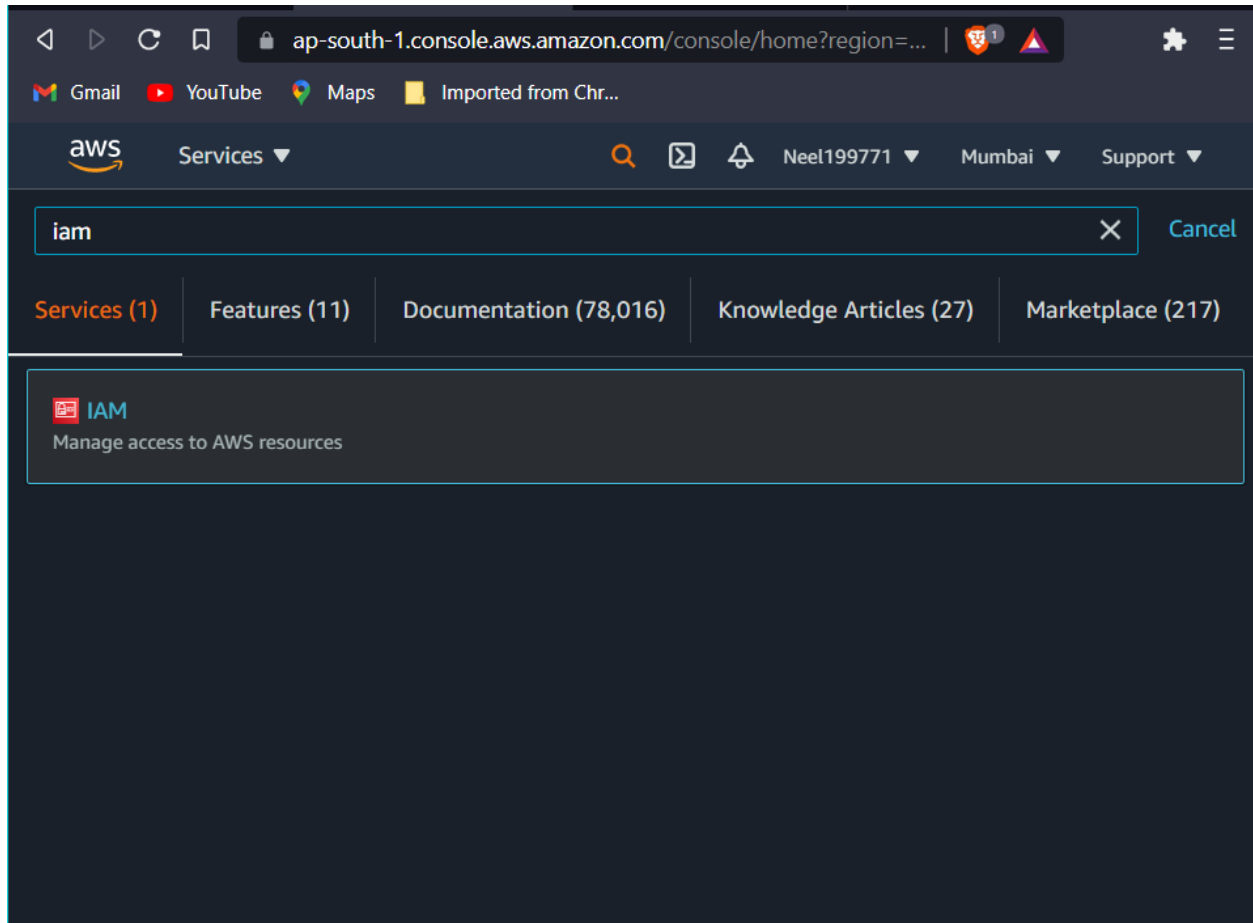 ap-south-1.console.aws.amazon.com/console/home?region=... 1
Gmail YouTube Maps Imported from Chr...
aws Services Neel199771 Mumbai Support
iam Cancel
Services (1) Features (11) Documentation (78,016) Knowledge Articles (27) Marketplace (217)
IAM
Manage access to AWS resources